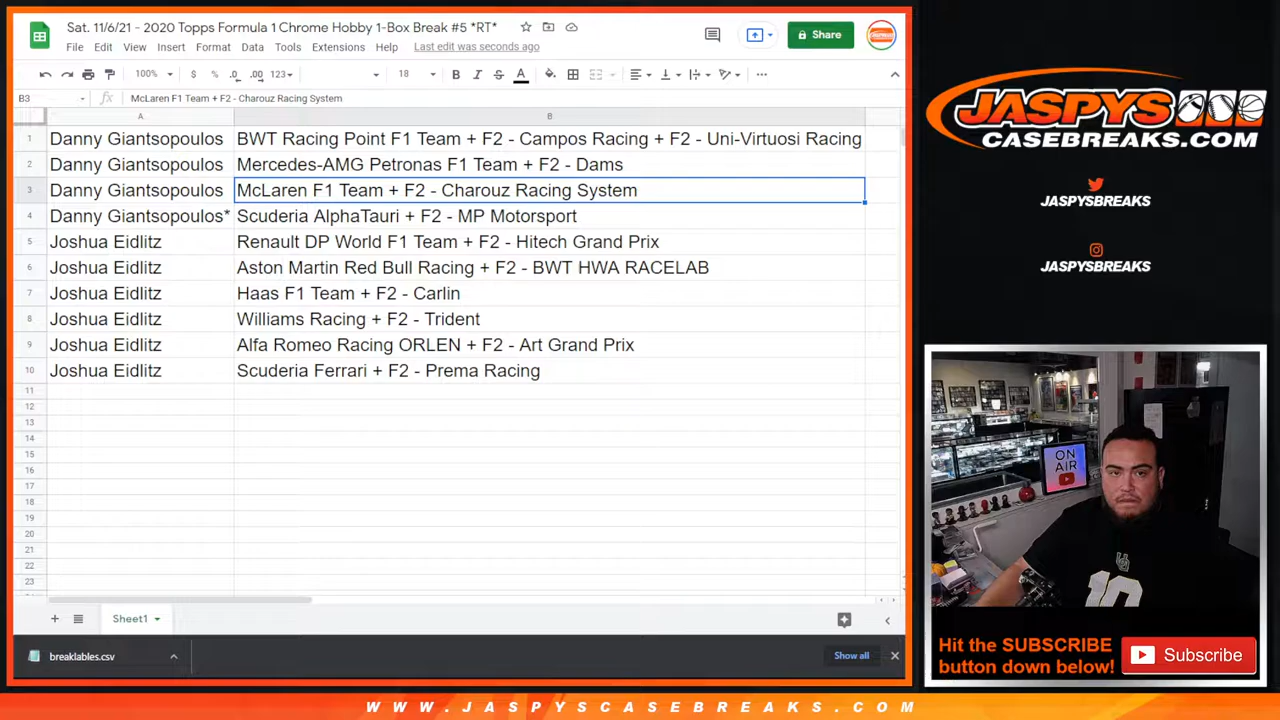 Sat. 11/6/21 - 2020 Topps Formula 1 Chrome Hobby 1-Box Break #5 *RT*
File Edit View Insert Format Data Tools Extensions Help Last edit was seconds ago
Share
100% $ % .0 .00 123 18 B I S A
B3 fx McLaren F1 Team + F2 - Charouz Racing System
A B
1 Danny Giantsopoulos BWT Racing Point F1 Team + F2 - Campos Racing + F2 - Uni-Virtuosi Racing
2 Danny Giantsopoulos Mercedes-AMG Petronas F1 Team + F2 - Dams
3 Danny Giantsopoulos McLaren F1 Team + F2 - Charouz Racing System
4 Danny Giantsopoulos* Scuderia AlphaTauri + F2 - MP Motorsport
5 Joshua Eidlitz Renault DP World F1 Team + F2 - Hitech Grand Prix
6 Joshua Eidlitz Aston Martin Red Bull Racing + F2 - BWT HWA RACELAB
7 Joshua Eidlitz Haas F1 Team + F2 - Carlin
8 Joshua Eidlitz Williams Racing + F2 - Trident
9 Joshua Eidlitz Alfa Romeo Racing ORLEN + F2 - Art Grand Prix
10 Joshua Eidlitz Scuderia Ferrari + F2 - Prema Racing
11
12
13
14
15
16
17
18
19
20
21
22
23
Sheet1
breaklables.csv
Show all
JASPYS
CASEBREAKS.COM
JASPYSBREAKS
JASPYSBREAKS
ON
AIR
10
Hit the SUBSCRIBE
button down below!
Subscribe
WWW.JASPYSCASEBREAKS.COM